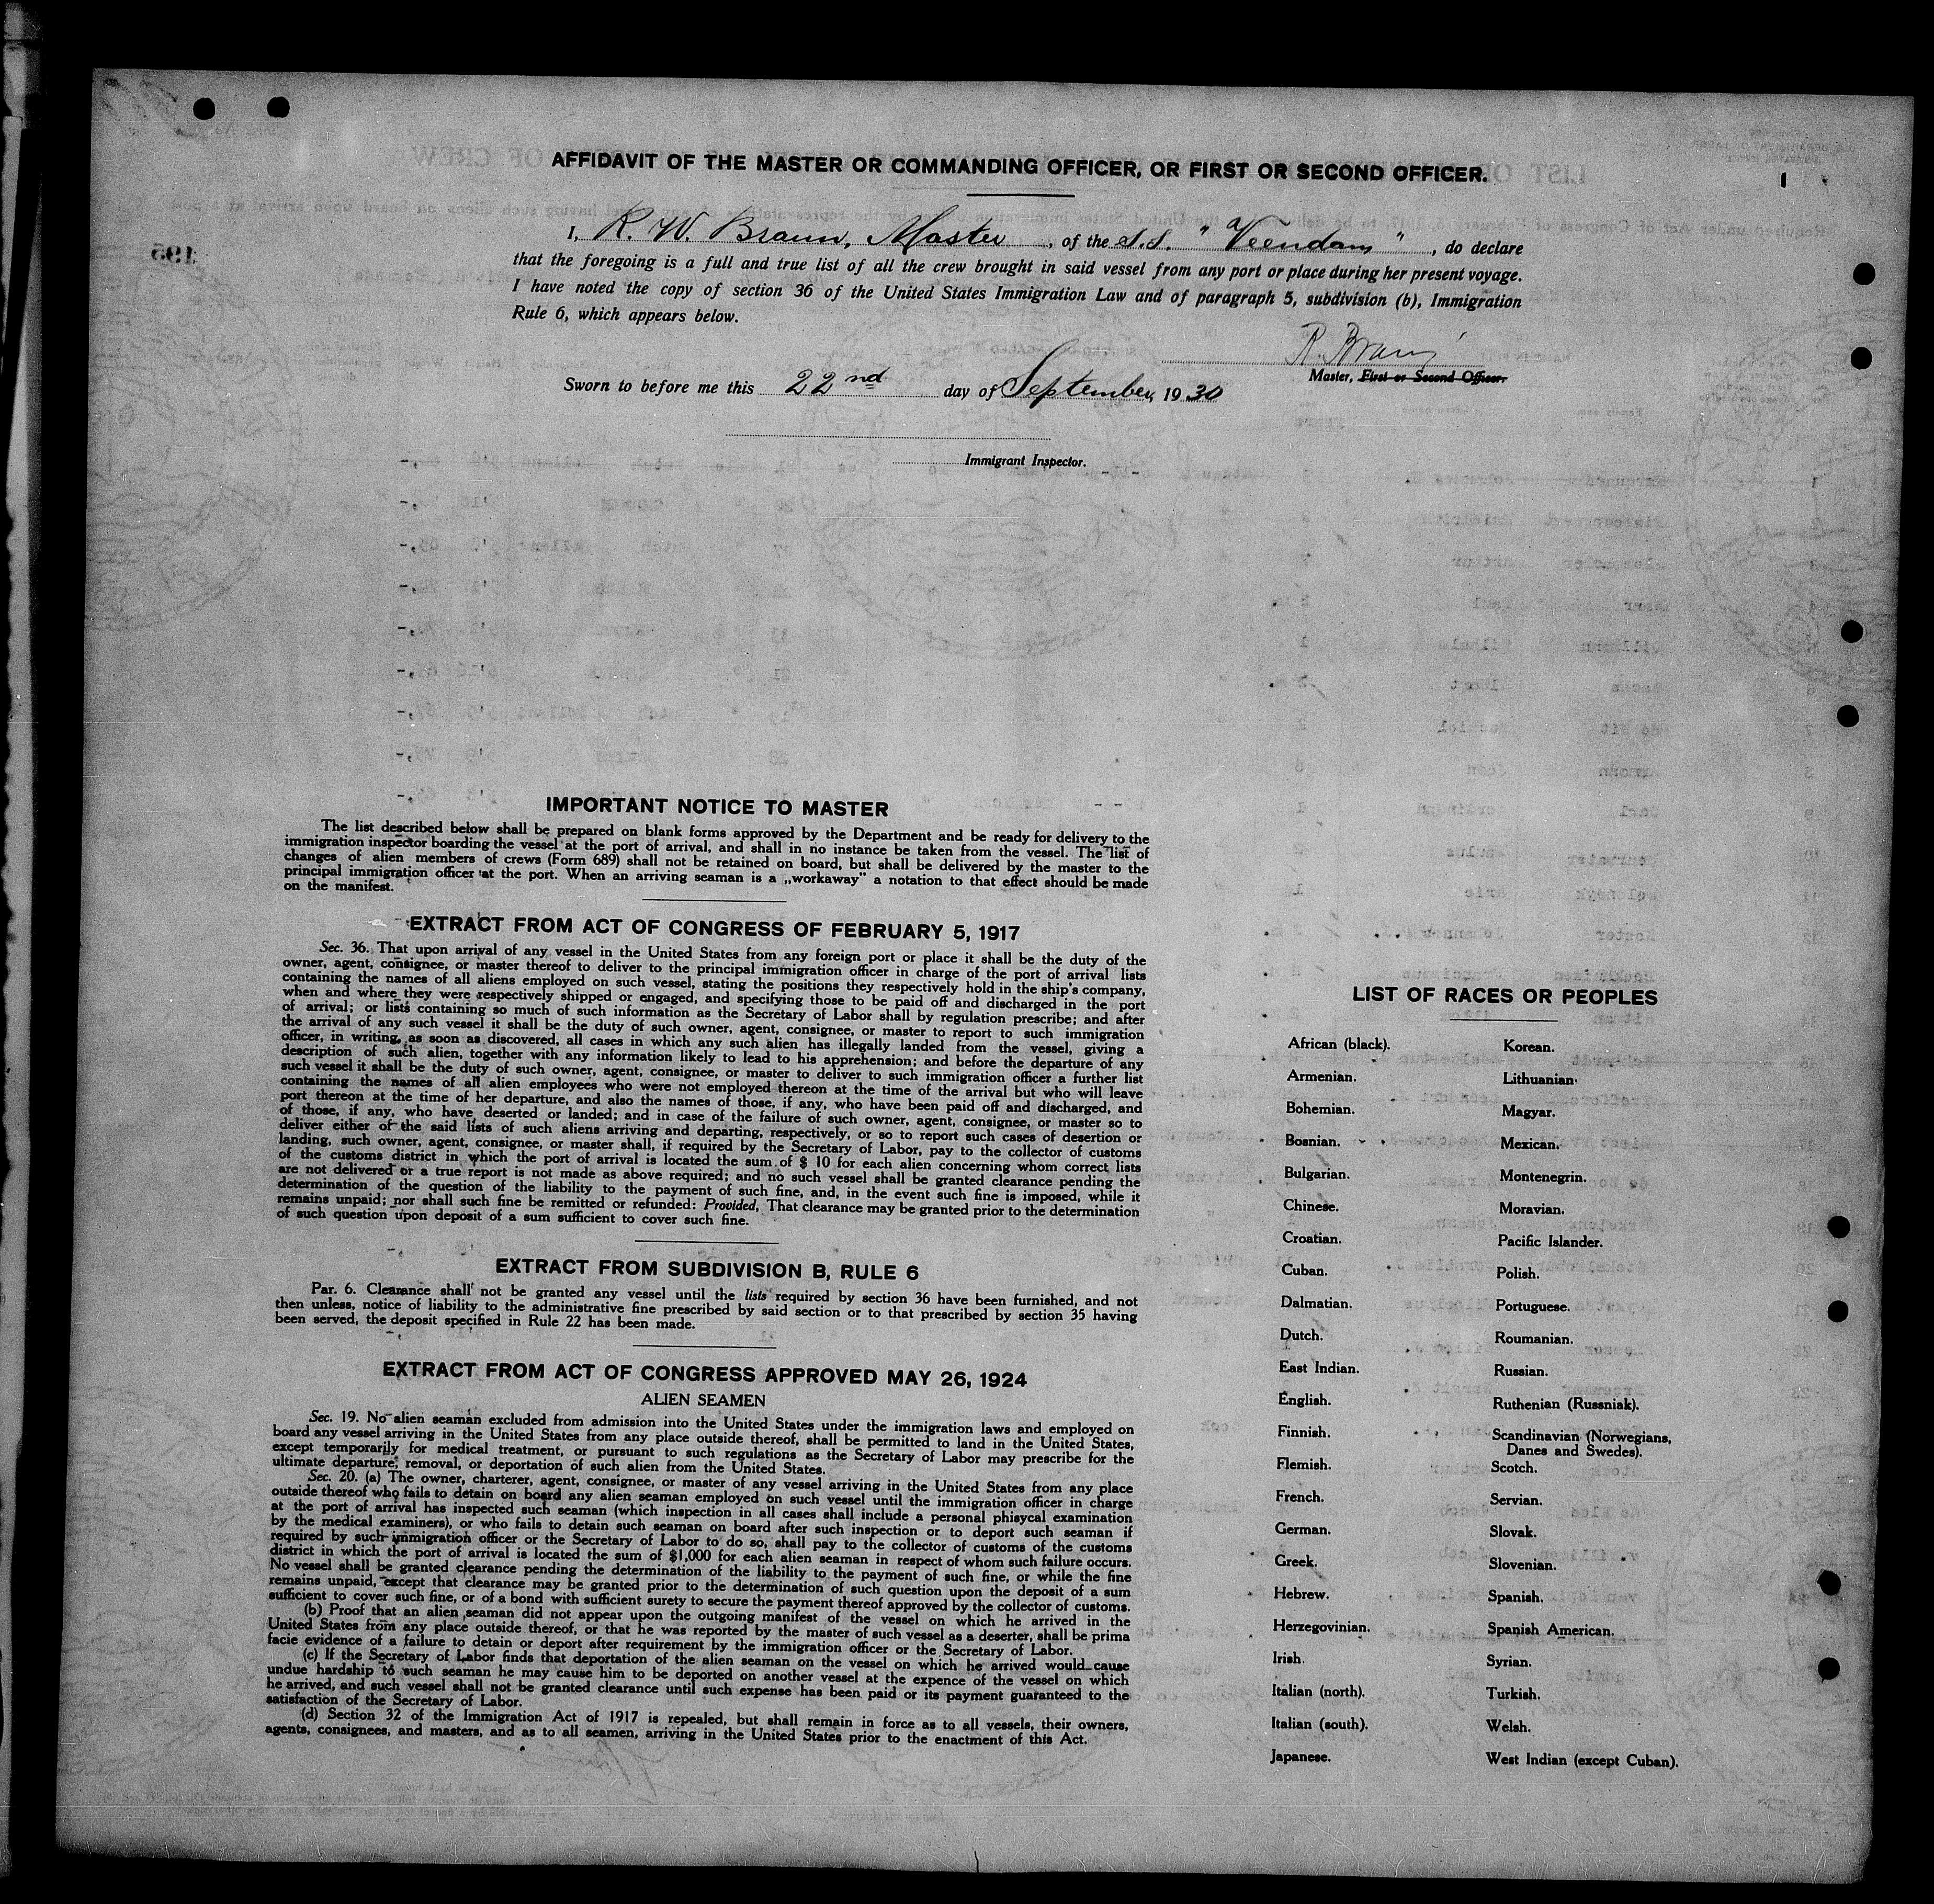 AFFIDAVIT OF THE MASTER OR COMMANDING OFFICER, OR FIRST OR SECOND OFFICER.
I, R. W. Braun, Master, of the S.S. "Veendam", do declare
that the foregoing is a full and true list of all the crew brought in said vessel from any port or place during her present voyage.
I have noted the copy of section 36 of the United States Immigration Law and of paragraph 5, subdivision (b), Immigration
Rule 6, which appears below.
R. Braun
Master, First or Second Officer.
Sworn to before me this 22nd day of September, 1930
Immigrant Inspector.
IMPORTANT NOTICE TO MASTER
The list described below shall be prepared on blank forms approved by the Department and be ready for delivery to the
immigration inspector boarding the vessel at the port of arrival, and shall in no instance be taken from the vessel. The list of
changes of alien members of crews (Form 689) shall not be retained on board, but shall be delivered by the master to the
principal immigration officer at the port. When an arriving seaman is a „workaway” a notation to that effect should be made
on the manifest.
EXTRACT FROM ACT OF CONGRESS OF FEBRUARY 5, 1917
Sec. 36. That upon arrival of any vessel in the United States from any foreign port or place it shall be the duty of the
owner, agent, consignee, or master thereof to deliver to the principal immigration officer in charge of the port of arrival lists
containing the names of all aliens employed on such vessel, stating the positions they respectively hold in the ship's company,
when and where they were respectively shipped or engaged, and specifying those to be paid off and discharged in the port
of arrival; or lists containing so much of such information as the Secretary of Labor shall by regulation prescribe; and after
the arrival of any such vessel it shall be the duty of such owner, agent, consignee, or master to report to such immigration
officer, in writing, as soon as discovered, all cases in which any such alien has illegally landed from the vessel, giving a
description of such alien, together with any information likely to lead to his apprehension; and before the departure of any
such vessel it shall be the duty of such owner, agent, consignee, or master to deliver to such immigration officer a further list
containing the names of all alien employees who were not employed thereon at the time of the arrival but who will leave
port thereon at the time of her departure, and also the names of those, if any, who have been paid off and discharged, and
of those, if any, who have deserted or landed; and in case of the failure of such owner, agent, consignee, or master so to
deliver either of the said lists of such aliens arriving and departing, respectively, or so to report such cases of desertion or
landing, such owner, agent, consignee, or master shall, if required by the Secretary of Labor, pay to the collector of customs
of the customs district in which the port of arrival is located the sum of $ 10 for each alien concerning whom correct lists
are not delivered or a true report is not made as above required; and no such vessel shall be granted clearance pending the
determination of the question of the liability to the payment of such fine, and, in the event such fine is imposed, while it
remains unpaid; nor shall such fine be remitted or refunded: Provided, That clearance may be granted prior to the determination
of such question upon deposit of a sum sufficient to cover such fine.
EXTRACT FROM SUBDIVISION B, RULE 6
Par. 6. Clearance shall not be granted any vessel until the lists required by section 36 have been furnished, and not
then unless, notice of liability to the administrative fine prescribed by said section or to that prescribed by section 35 having
been served, the deposit specified in Rule 22 has been made.
EXTRACT FROM ACT OF CONGRESS APPROVED MAY 26, 1924
ALIEN SEAMEN
Sec. 19. No alien seaman excluded from admission into the United States under the immigration laws and employed on
board any vessel arriving in the United States from any place outside thereof, shall be permitted to land in the United States,
except temporarily for medical treatment, or pursuant to such regulations as the Secretary of Labor may prescribe for the
ultimate departure, removal, or deportation of such alien from the United States.
Sec. 20. (a) The owner, charterer, agent, consignee, or master of any vessel arriving in the United States from any place
outside thereof who fails to detain on board any alien seaman employed on such vessel until the immigration officer in charge
at the port of arrival has inspected such seaman (which inspection in all cases shall include a personal phisycal examination
by the medical examiners), or who fails to detain such seaman on board after such inspection or to deport such seaman if
required by such immigration officer or the Secretary of Labor to do so, shall pay to the collector of customs of the customs
district in which the port of arrival is located the sum of $1,000 for each alien seaman in respect of whom such failure occurs.
No vessel shall be granted clearance pending the determination of the liability to the payment of such fine, or while the fine
remains unpaid, except that clearance may be granted prior to the determination of such question upon the deposit of a sum
sufficient to cover such fine, or of a bond with sufficient surety to secure the payment thereof approved by the collector of customs.
(b) Proof that an alien seaman did not appear upon the outgoing manifest of the vessel on which he arrived in the
United States from any place outside thereof, or that he was reported by the master of such vessel as a deserter, shall be prima
facie evidence of a failure to detain or deport after requirement by the immigration officer or the Secretary of Labor.
(c) If the Secretary of Labor finds that deportation of the alien seaman on the vessel on which he arrived would cause
undue hardship to such seaman he may cause him to be deported on another vessel at the expence of the vessel on which
he arrived, and such vessel shall not be granted clearance until such expense has been paid or its payment guaranteed to the
satisfaction of the Secretary of Labor.
(d) Section 32 of the Immigration Act of 1917 is repealed, but shall remain in force as to all vessels, their owners,
agents, consignees, and masters, and as to all seamen, arriving in the United States prior to the enactment of this Act.
LIST OF RACES OR PEOPLES
African (black).
Armenian.
Bohemian.
Bosnian.
Bulgarian.
Chinese.
Croatian.
Cuban.
Dalmatian.
Dutch.
East Indian.
English.
Finnish.
Flemish.
French.
German.
Greek.
Hebrew.
Herzegovinian.
Irish.
Italian (north).
Italian (south).
Japanese.
Korean.
Lithuanian.
Magyar.
Mexican.
Montenegrin.
Moravian.
Pacific Islander.
Polish.
Portuguese.
Roumanian.
Russian.
Ruthenian (Russniak).
Scandinavian (Norwegians,
Danes and Swedes).
Scotch.
Servian.
Slovak.
Slovenian.
Spanish.
Spanish American.
Syrian.
Turkish.
Welsh.
West Indian (except Cuban).